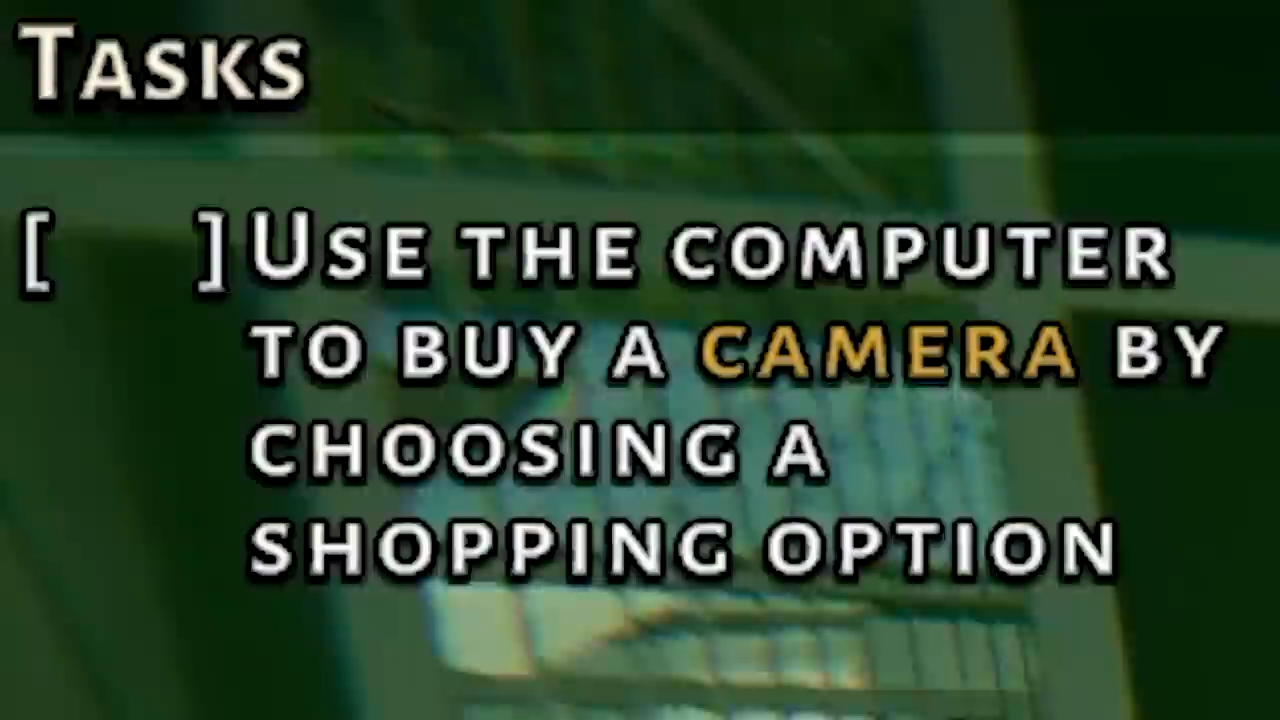 Tasks
[ ] Use the computer
to buy a camera by
choosing a
shopping option